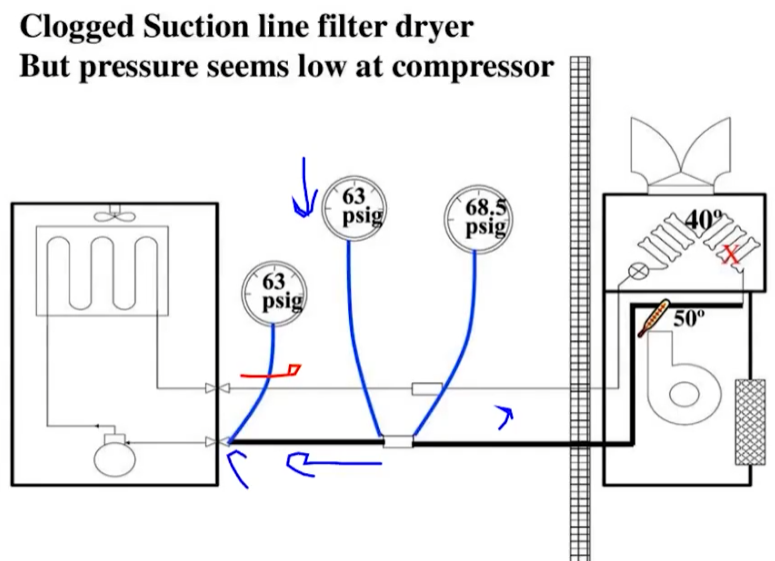 Clogged Suction line filter dryer
But pressure seems low at compressor
63
psig
68.5
psig
63
psig
40º
X
50º